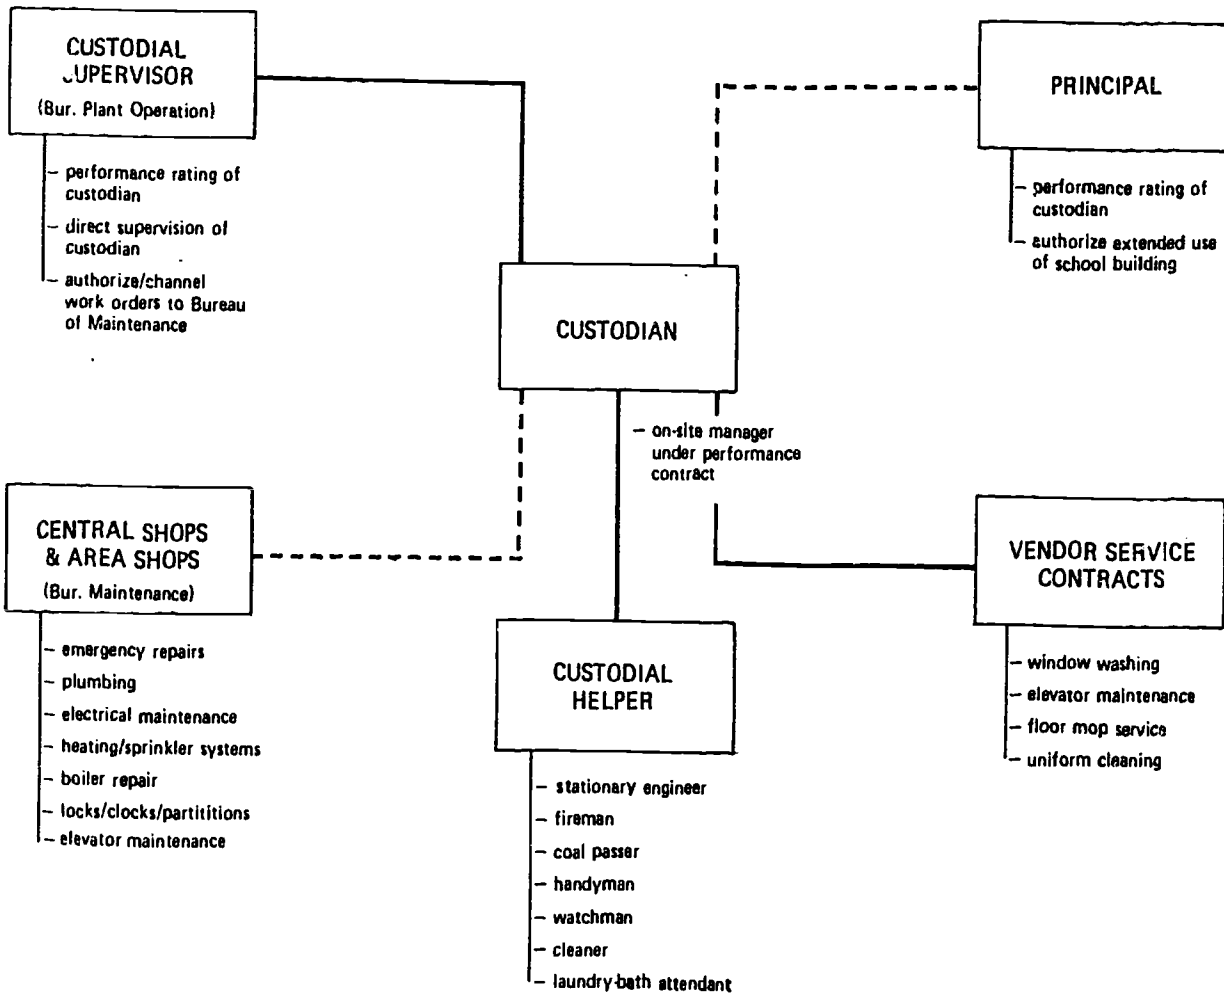 CUSTODIAL
SUPERVISOR
(Bur. Plant Operation)
– performance rating of
custodian
– direct supervision of
custodian
– authorize/channel
work orders to Bureau
of Maintenance
PRINCIPAL
– performance rating of
custodian
– authorize extended use
of school building
CUSTODIAN
– on-site manager
under performance
contract
CENTRAL SHOPS
& AREA SHOPS
(Bur. Maintenance)
– emergency repairs
– plumbing
– electrical maintenance
– heating/sprinkler systems
– boiler repair
– locks/clocks/partititions
– elevator maintenance
CUSTODIAL
HELPER
– stationary engineer
– fireman
– coal passer
– handyman
– watchman
– cleaner
– laundry-bath attendant
VENDOR SERVICE
CONTRACTS
– window washing
– elevator maintenance
– floor mop service
– uniform cleaning